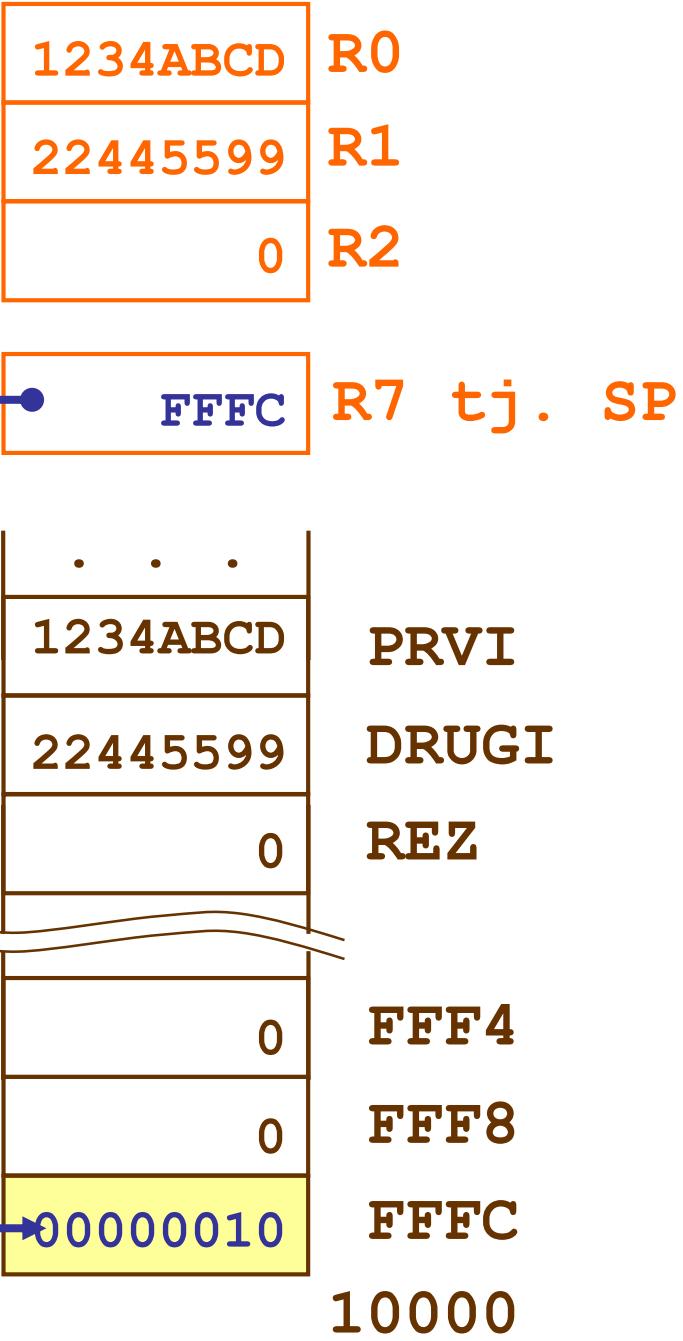 1234ABCD R0
22445599 R1
0 R2
FFFC R7 tj. SP
. . .
1234ABCD PRVI
22445599 DRUGI
0 REZ
0 FFF4
0 FFF8
00000010 FFFC
10000